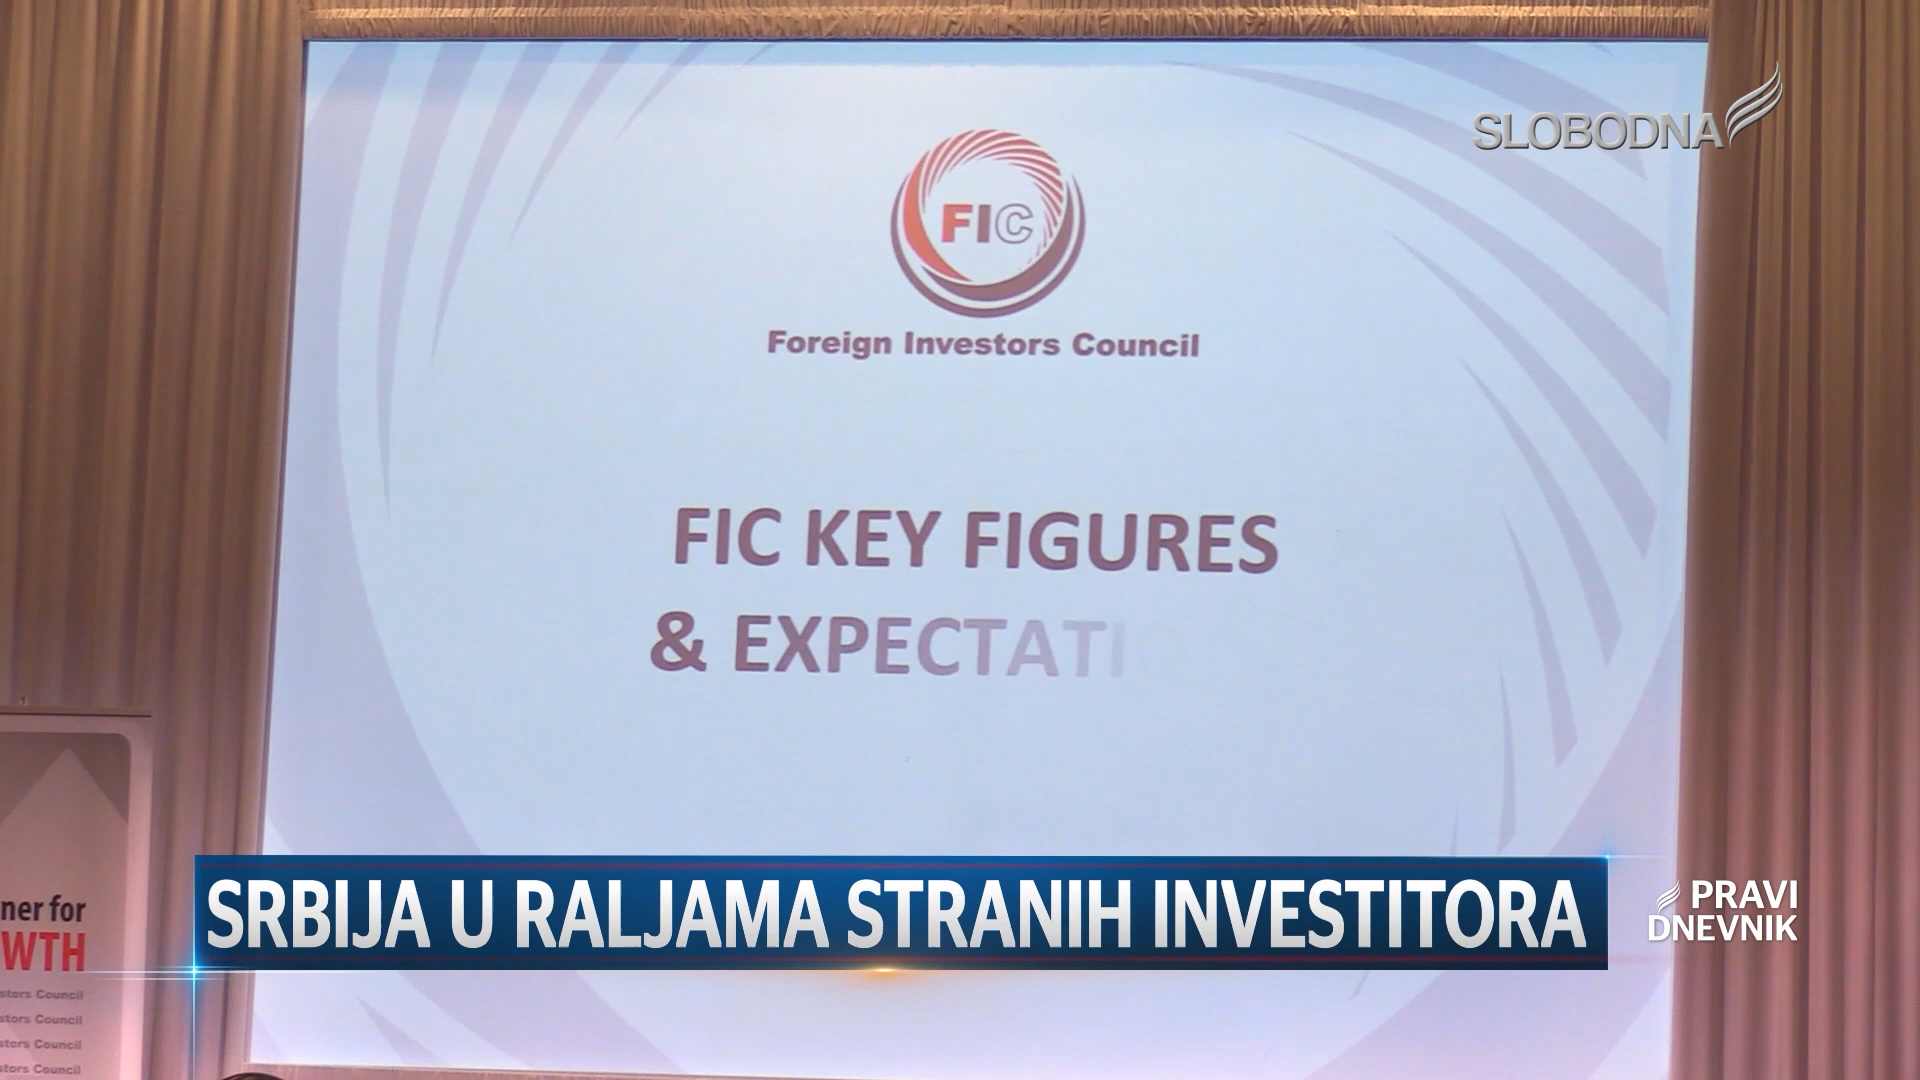 SLOBODNA
FIC
Foreign Investors Council
FIC KEY FIGURES
& EXPECTATI
ner for
WTH
stors Council
stors Council
stors Council
stors Council
SRBIJA U RALJAMA STRANIH INVESTITORA
PRAVI
DNEVNIK